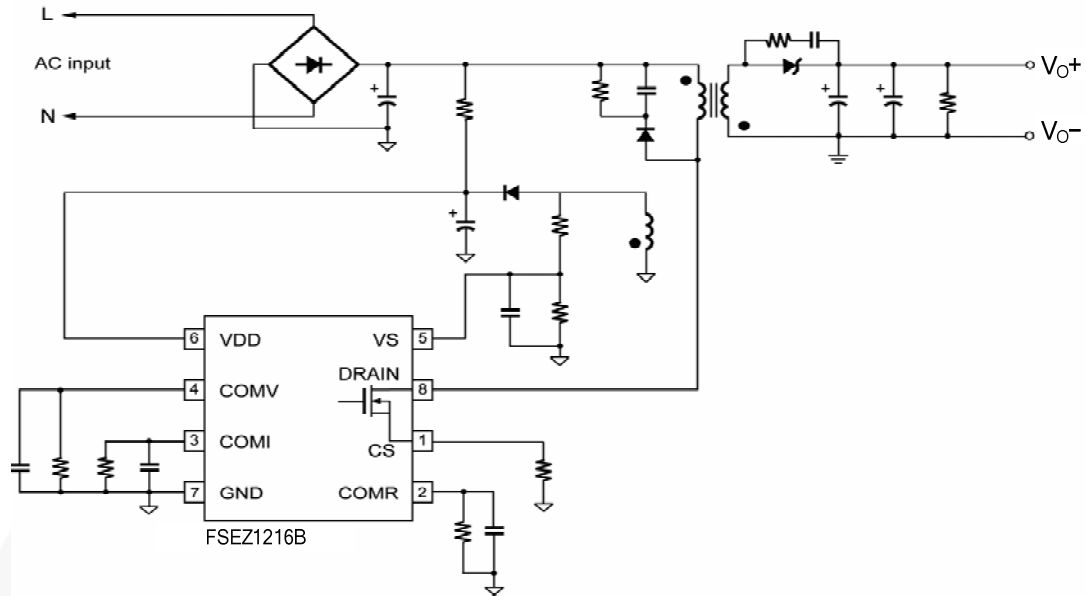 L
AC input
N
+
+
+
Vo+
Vo−
+
6 VDD VS 5
DRAIN
4 COMV 8
3 COMI CS 1
7 GND COMR 2
FSEZ1216B